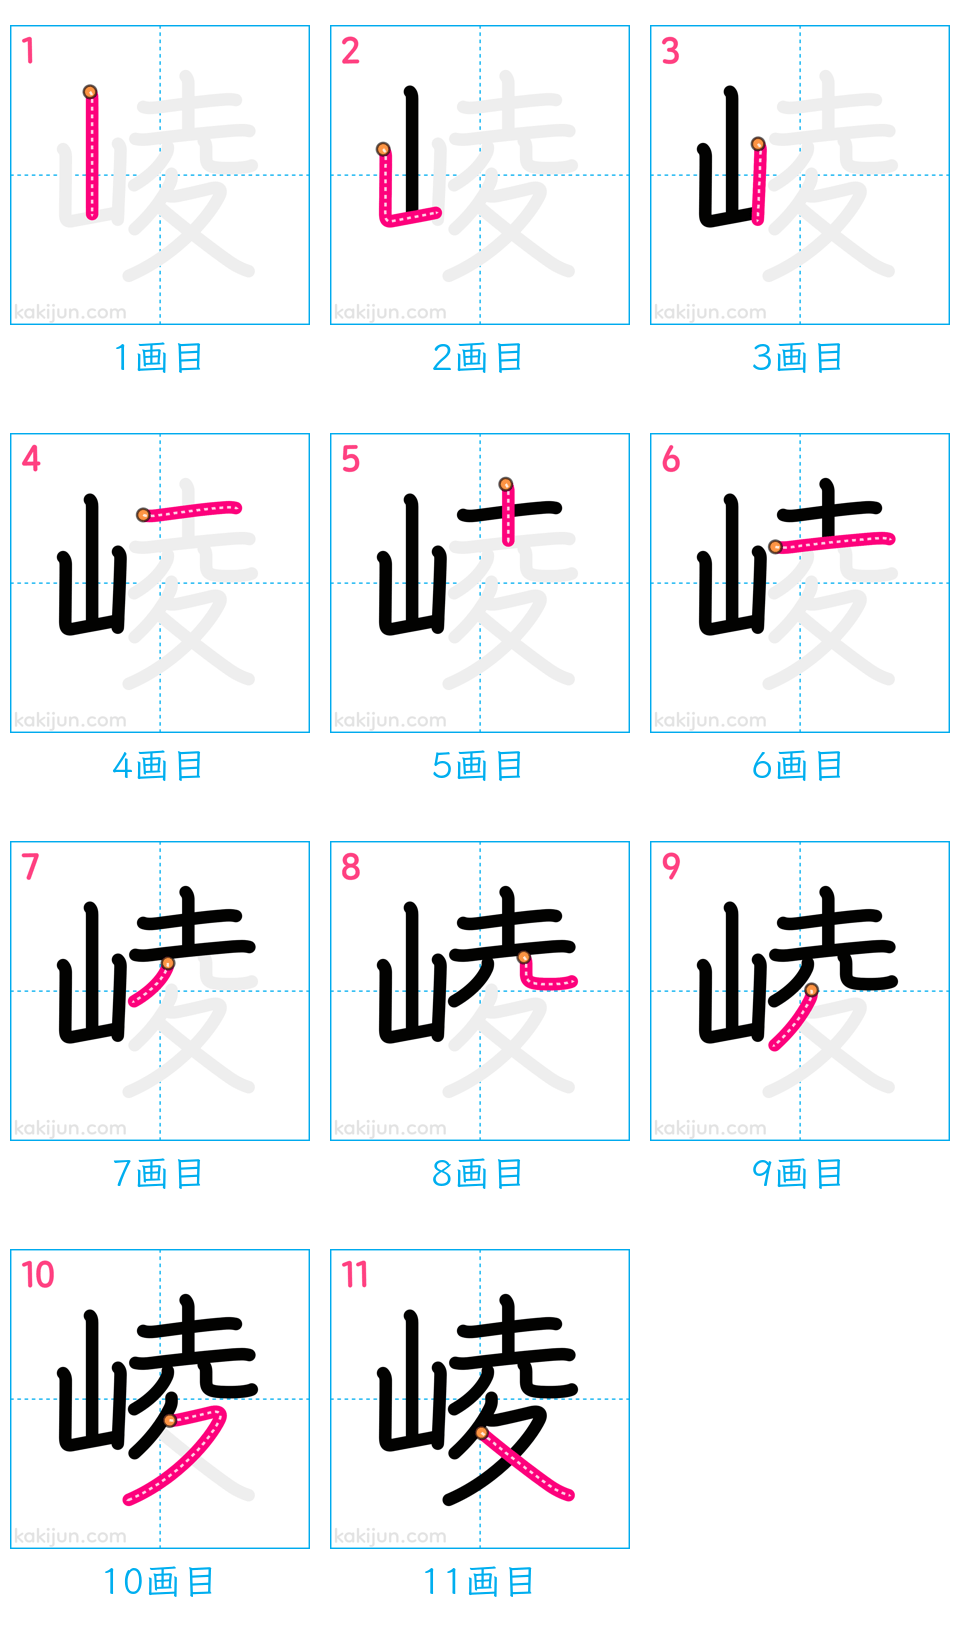 1 2 3
kakijun.com kakijun.com kakijun.com
1画目 2画目 3画目
4 5 6
kakijun.com kakijun.com kakijun.com
4画目 5画目 6画目
7 8 9
kakijun.com kakijun.com kakijun.com
7画目 8画目 9画目
10 11
崚 崚
kakijun.com kakijun.com
10画目 11画目